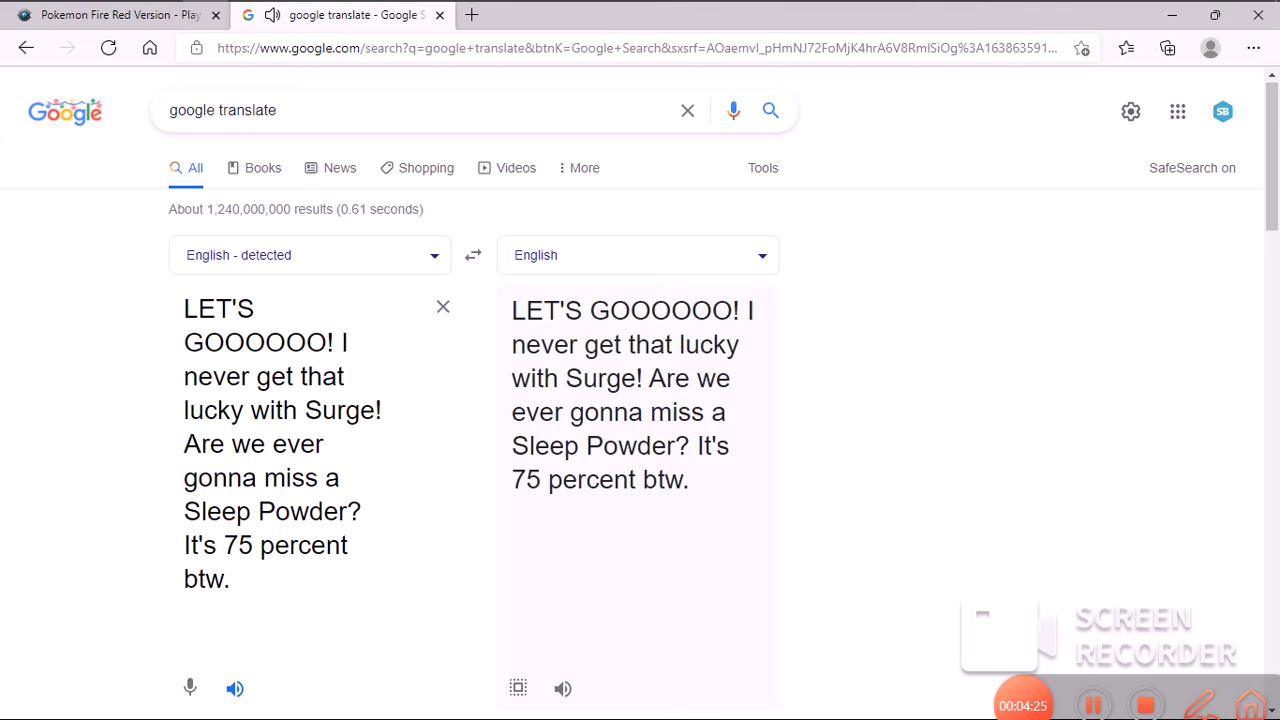 Pokemon Fire Red Version - Play
google translate - Google S
https://www.google.com/search?q=google+translate&btnK=Google+Search&sxsrf=AOaemvI_pHmNJ72FoMjK4hrA6V8RmISiOg%3A163863591...
Google
google translate
SB
All
Books
News
Shopping
Videos
More
Tools
SafeSearch on
About 1,240,000,000 results (0.61 seconds)
English - detected
English
LET'S
GOOOOOO! I
never get that
lucky with Surge!
Are we ever
gonna miss a
Sleep Powder?
It's 75 percent
btw.
LET'S GOOOOOO! I
never get that lucky
with Surge! Are we
ever gonna miss a
Sleep Powder? It's
75 percent btw.
SCREEN
RECORDER
00:04:25